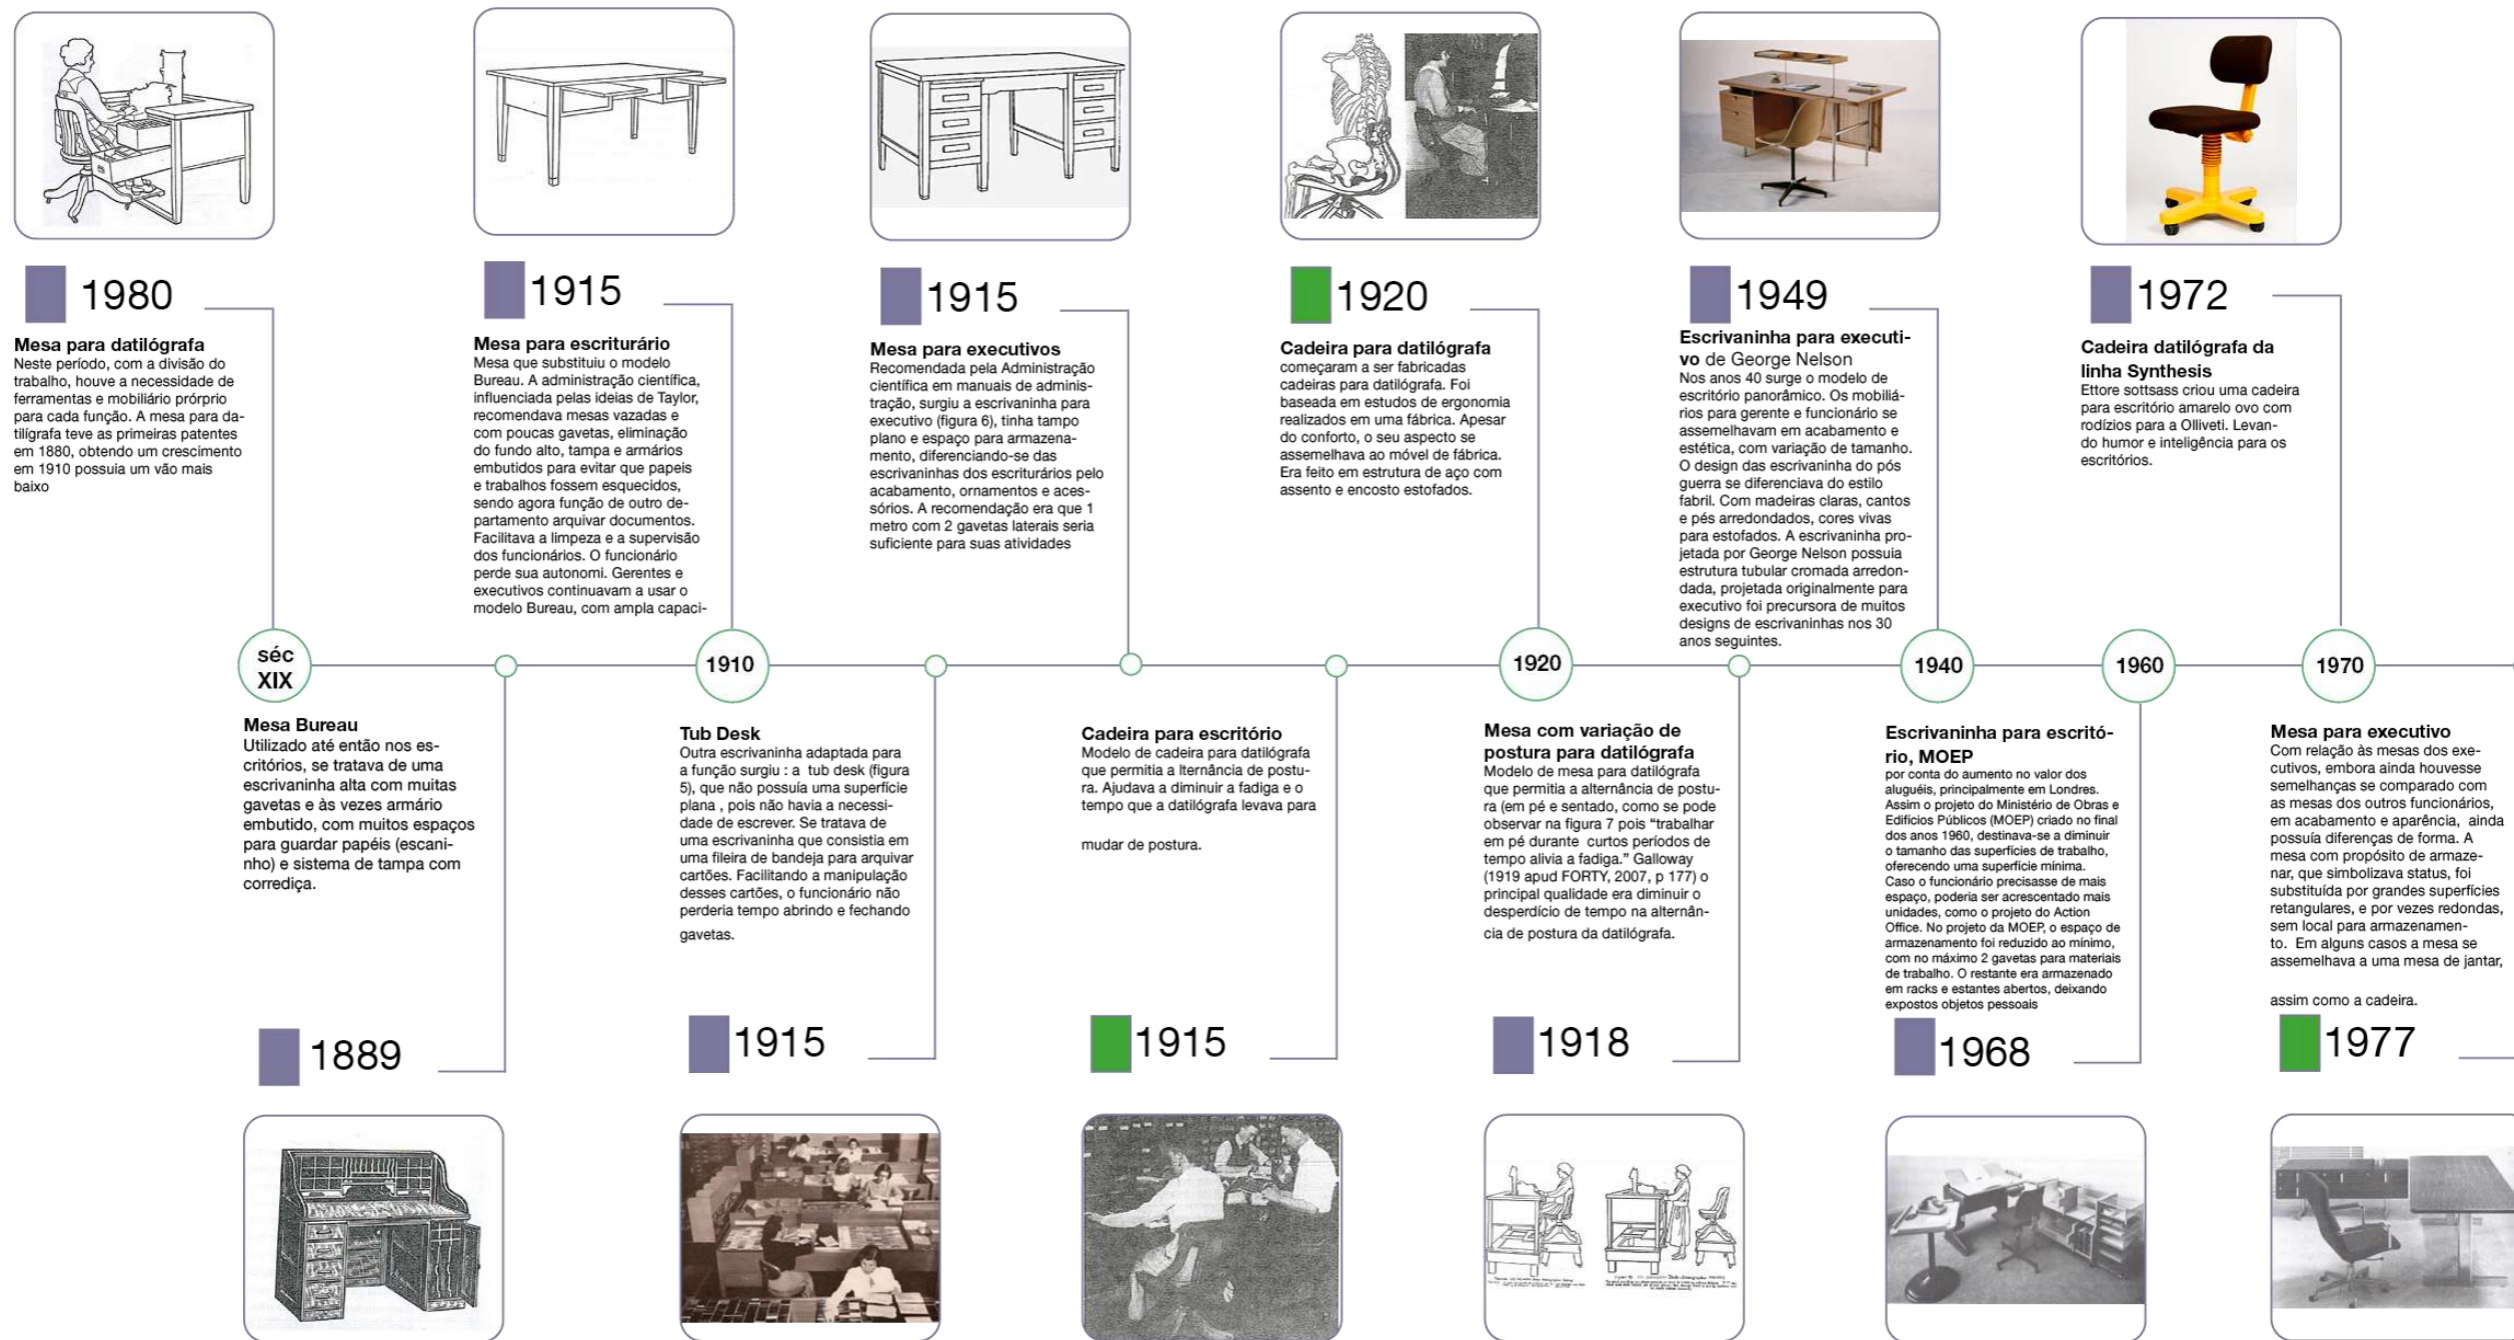 1980
Mesa para datilógrafa
Neste período, com a divisão do
trabalho, houve a necessidade de
ferramentas e mobiliário prórprio
para cada função. A mesa para da-
tilígrafa teve as primeiras patentes
em 1880, obtendo um crescimento
em 1910 possuia um vão mais
baixo
1915
Mesa para escriturário
Mesa que substituiu o modelo
Bureau. A administração científica,
influenciada pelas ideias de Taylor,
recomendava mesas vazadas e
com poucas gavetas, eliminação
do fundo alto, tampa e armários
embutidos para evitar que papeis
e trabalhos fossem esquecidos,
sendo agora função de outro de-
partamento arquivar documentos.
Facilitava a limpeza e a supervisão
dos funcionários. O funcionário
perde sua autonomi. Gerentes e
executivos continuavam a usar o
modelo Bureau, com ampla capaci-
1915
Mesa para executivos
Recomendada pela Administração
científica em manuais de adminis-
tração, surgiu a escrivaninha para
executivo (figura 6), tinha tampo
plano e espaço para armazena-
mento, diferenciando-se das
escrivaninhas dos escriturários pelo
acabamento, ornamentos e aces-
sórios. A recomendação era que 1
metro com 2 gavetas laterais seria
suficiente para suas atividades
1920
Cadeira para datilógrafa
começaram a ser fabricadas
cadeiras para datilógrafa. Foi
baseada em estudos de ergonomia
realizados em uma fábrica. Apesar
do conforto, o seu aspecto se
assemelhava ao móvel de fábrica.
Era feito em estrutura de aço com
assento e encosto estofados.
1949
Escrivaninha para executi-
vo de George Nelson
Nos anos 40 surge o modelo de
escritório panorâmico. Os mobiliá-
rios para gerente e funcionário se
assemelhavam em acabamento e
estética, com variação de tamanho.
O design das escrivaninha do pós
guerra se diferenciava do estilo
fabril. Com madeiras claras, cantos
e pés arredondados, cores vivas
para estofados. A escrivaninha pro-
jetada por George Nelson possuia
estrutura tubular cromada arredon-
dada, projetada originalmente para
executivo foi precursora de muitos
designs de escrivaninhas nos 30
anos seguintes.
1972
Cadeira datilógrafa da
linha Synthesis
Ettore sottsass criou uma cadeira
para escritório amarelo ovo com
rodízios para a Olliveti. Levan-
do humor e inteligência para os
escritórios.
séc
XIX
1910
1920
1940
1960
1970
Mesa Bureau
Utilizado até então nos es-
critórios, se tratava de uma
escrivaninha alta com muitas
gavetas e às vezes armário
embutido, com muitos espaços
para guardar papéis (escani-
nho) e sistema de tampa com
corrediça.
1889
Tub Desk
Outra escrivaninha adaptada para
a função surgiu : a tub desk (figura
5), que não possuía uma superfície
plana , pois não havia a necessi-
dade de escrever. Se tratava de
uma escrivaninha que consistia em
uma fileira de bandeja para arquivar
cartões. Facilitando a manipulação
desses cartões, o funcionário não
perderia tempo abrindo e fechando
gavetas.
1915
Cadeira para escritório
Modelo de cadeira para datilógrafa
que permitia a lternância de postu-
ra. Ajudava a diminuir a fadiga e o
tempo que a datilógrafa levava para
mudar de postura.
1915
Mesa com variação de
postura para datilógrafa
Modelo de mesa para datilógrafa
que permitia a alternância de postu-
ra (em pé e sentado, como se pode
observar na figura 7 pois “trabalhar
em pé durante curtos períodos de
tempo alivia a fadiga.” Galloway
(1919 apud FORTY, 2007, p 177) o
principal qualidade era diminuir o
desperdício de tempo na alternân-
cia de postura da datilógrafa.
1918
Escrivaninha para escritó-
rio, MOEP
por conta do aumento no valor dos
aluguéis, principalmente em Londres.
Assim o projeto do Ministério de Obras e
Edifícios Públicos (MOEP) criado no final
dos anos 1960, destinava-se a diminuir
o tamanho das superfícies de trabalho,
oferecendo uma superfície mínima.
Caso o funcionário precisasse de mais
espaço, poderia ser acrescentado mais
unidades, como o projeto do Action
Office. No projeto da MOEP, o espaço de
armazenamento foi reduzido ao mínimo,
com no máximo 2 gavetas para materiais
de trabalho. O restante era armazenado
em racks e estantes abertos, deixando
expostos objetos pessoais
1968
Mesa para executivo
Com relação às mesas dos exe-
cutivos, embora ainda houvesse
semelhanças se comparado com
as mesas dos outros funcionários,
em acabamento e aparência, ainda
possuía diferenças de forma. A
mesa com propósito de armaze-
nar, que simbolizava status, foi
substituída por grandes superfícies
retangulares, e por vezes redondas,
sem local para armazenamen-
to. Em alguns casos a mesa se
assemelhava a uma mesa de jantar,
assim como a cadeira.
1977